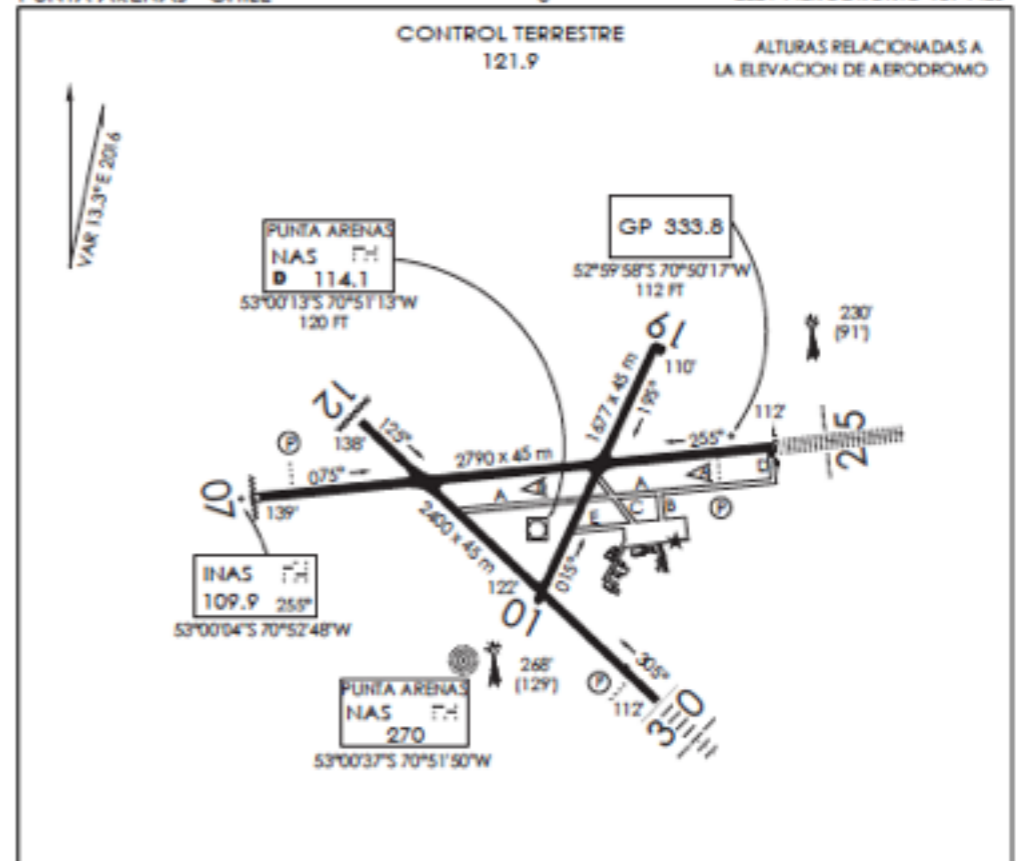 CONTROL TERRESTRE
121.9
ALTURAS RELACIONADAS A
LA ELEVACION DE AERODROMO
VAR 13.3° E 2016
PUNTA ARENAS
NAS
D 114.1
53°00'13"S 70°51'13"W
120 FT
GP 333.8
52°59'58"S 70°50'17"W
112 FT
230'
(91')
19
110'
1677 x 45 m
195°
12
138'
125°
P
075°
2790 x 45 m
255°
112'
25
07
139'
A
A
D
2400 x 45 m
E
C
B
P
INAS
109.9 255°
53°00'04"S 70°52'48"W
122'
015°
01
268'
(129')
305°
P
112'
30
PUNTA ARENAS
NAS
270
53°00'37"S 70°51'50"W